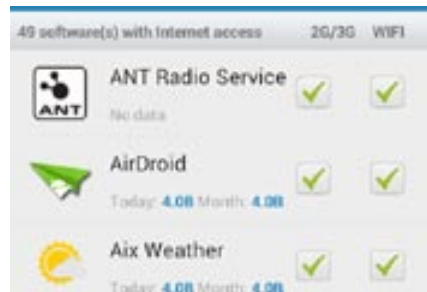 49 software(s) with Internet access 2G/3G WIFI
ANT Radio Service
ANT
No data
AirDroid
Today: 4.0B Month: 4.0B
Aix Weather
Today: 4.0B Month: 4.0B